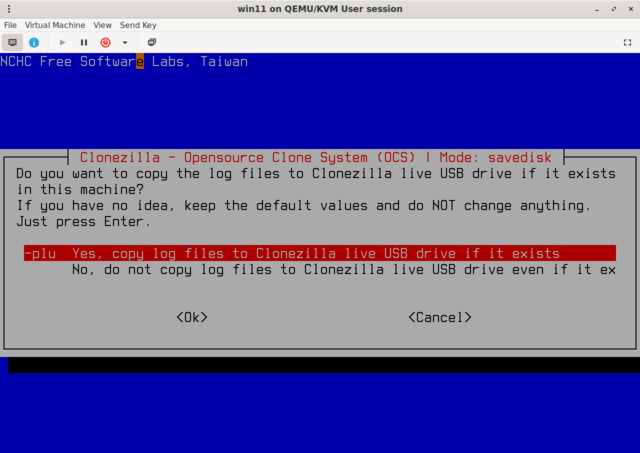 win11 on QEMU/KVM User session
File Virtual Machine View Send Key
NCHC Free Software Labs, Taiwan
Clonezilla - Opensource Clone System (OCS) | Mode: savedisk
Do you want to copy the log files to Clonezilla live USB drive if it exists
in this machine?
If you have no idea, keep the default values and do NOT change anything.
Just press Enter.
-plu Yes, copy log files to Clonezilla live USB drive if it exists
No, do not copy log files to Clonezilla live USB drive even if it ex
<Ok> <Cancel>